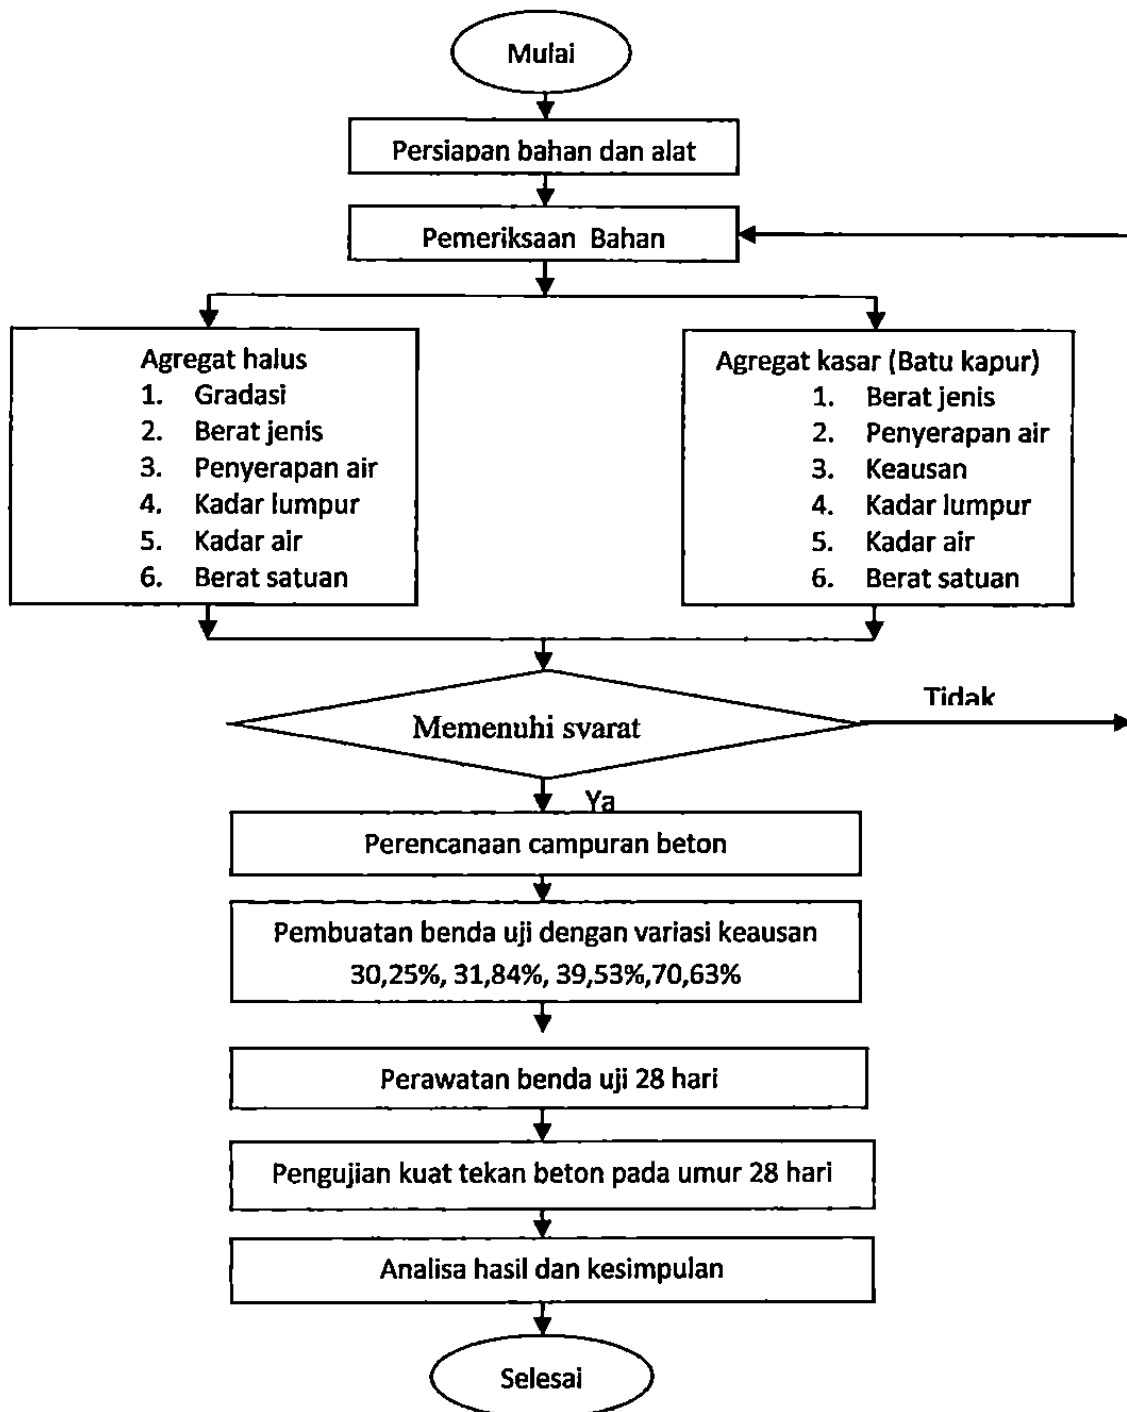 Mulai
Persiapan bahan dan alat
Pemeriksaan Bahan
Agregat halus
1. Gradasi
2. Berat jenis
3. Penyerapan air
4. Kadar lumpur
5. Kadar air
6. Berat satuan
Agregat kasar (Batu kapur)
1. Berat jenis
2. Penyerapan air
3. Keausan
4. Kadar lumpur
5. Kadar air
6. Berat satuan
Memenuhi syarat
Tidak
Ya
Perencanaan campuran beton
Pembuatan benda uji dengan variasi keausan
30,25%, 31,84%, 39,53%,70,63%
Perawatan benda uji 28 hari
Pengujian kuat tekan beton pada umur 28 hari
Analisa hasil dan kesimpulan
Selesai